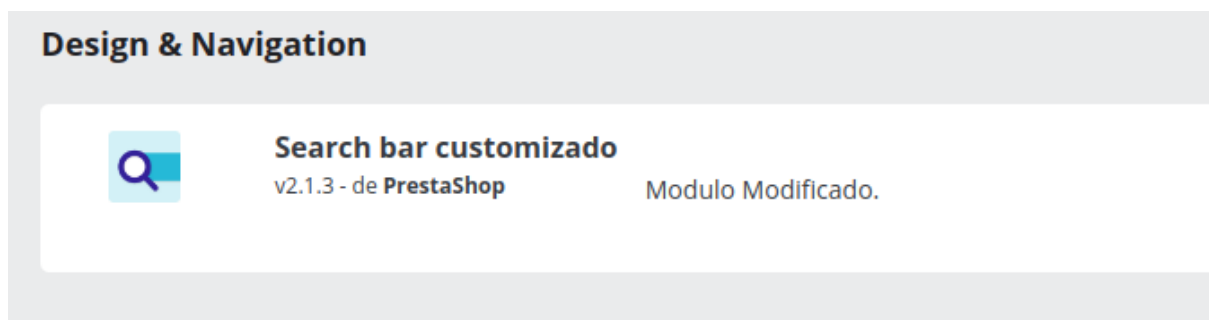 Design & Navigation
Search bar customizado
v2.1.3 - de PrestaShop
Modulo Modificado.